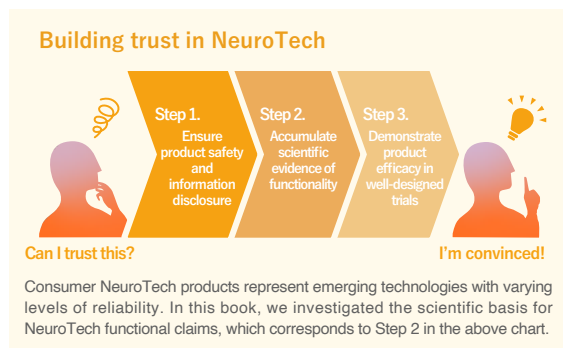 Building trust in NeuroTech
Step 1.
Ensure
product safety
and
information
disclosure
Step 2.
Accumulate
scientific
evidence of
functionality
Step 3.
Demonstrate
product
efficacy in
well-designed
trials
Can I trust this?
I'm convinced!
Consumer NeuroTech products represent emerging technologies with varying
levels of reliability. In this book, we investigated the scientific basis for
NeuroTech functional claims, which corresponds to Step 2 in the above chart.